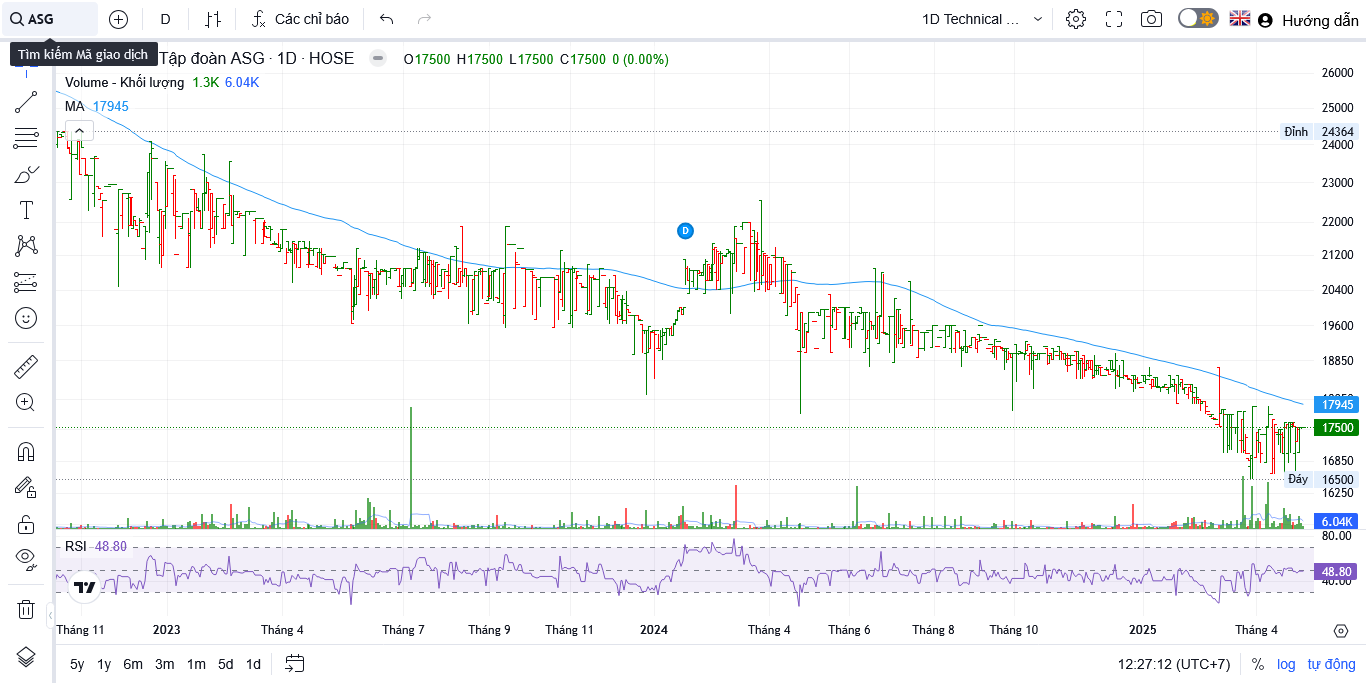 ASG
D
Các chỉ báo
1D Technical ...
Hướng dẫn
Tìm kiếm Mã giao dịch
Tập đoàn ASG · 1D · HOSE
O17500 H17500 L17500 C17500 0 (0.00%)
Volume - Khối lượng 1.3K 6.04K
MA 17945
D
26000
25000
Đỉnh 24364
24000
23000
22000
21200
20400
19600
18850
17945
17500
16850
Đáy 16500
16250
6.04K
80.00
RSI 48.80
48.80
40.00
Tháng 11
2023
Tháng 4
Tháng 7
Tháng 9
Tháng 11
2024
Tháng 4
Tháng 6
Tháng 8
Tháng 10
2025
Tháng 4
5y 1y 6m 3m 1m 5d 1d
12:27:12 (UTC+7)
% log tự động